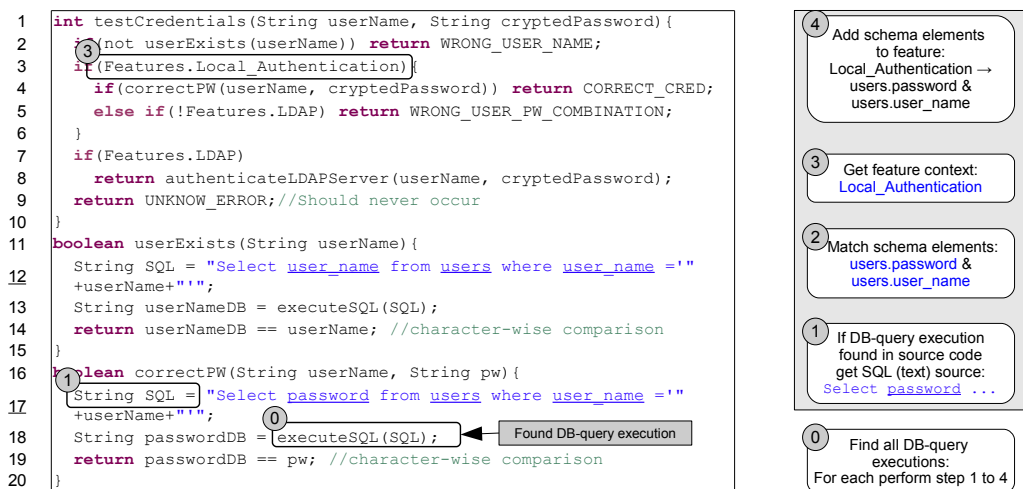 1 int testCredentials(String userName, String cryptedPassword){
2 if(not userExists(userName)) return WRONG_USER_NAME;
3
3 if(Features.Local_Authentication){
4 if(correctPW(userName, cryptedPassword)) return CORRECT_CRED;
5 else if(!Features.LDAP) return WRONG_USER_PW_COMBINATION;
6 }
7 if(Features.LDAP)
8 return authenticateLDAPServer(userName, cryptedPassword);
9 return UNKNOW_ERROR;//Should never occur
10 }
11 boolean userExists(String userName){
12 String SQL = "Select user_name from users where user_name ='"
+userName+"'";
13 String userNameDB = executeSQL(SQL);
14 return userNameDB == userName; //character-wise comparison
15 }
16 boolean correctPW(String userName, String pw){
1
17 String SQL = "Select password from users where user_name ='"
+userName+"'";
0
18 String passwordDB = executeSQL(SQL);
Found DB-query execution
19 return passwordDB == pw; //character-wise comparison
20 }
4
Add schema elements
to feature:
Local_Authentication →
users.password &
users.user_name
3
Get feature context:
Local_Authentication
2
Match schema elements:
users.password &
users.user_name
1
If DB-query execution
found in source code
get SQL (text) source:
Select password ...
0
Find all DB-query
executions:
For each perform step 1 to 4